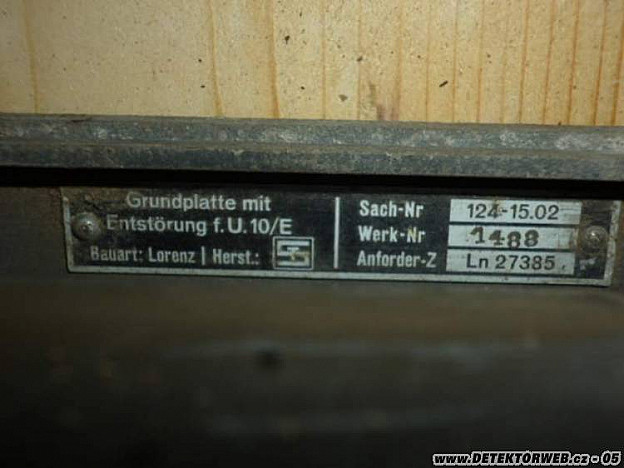 Grundplatte mit
Entstörung f. U. 10/E
Bauart: Lorenz | Herst.:
Sach-Nr 124-15.02
Werk-Nr 1488
Anforder-Z Ln 27385
www.DETEKTORWEB.cz - 05